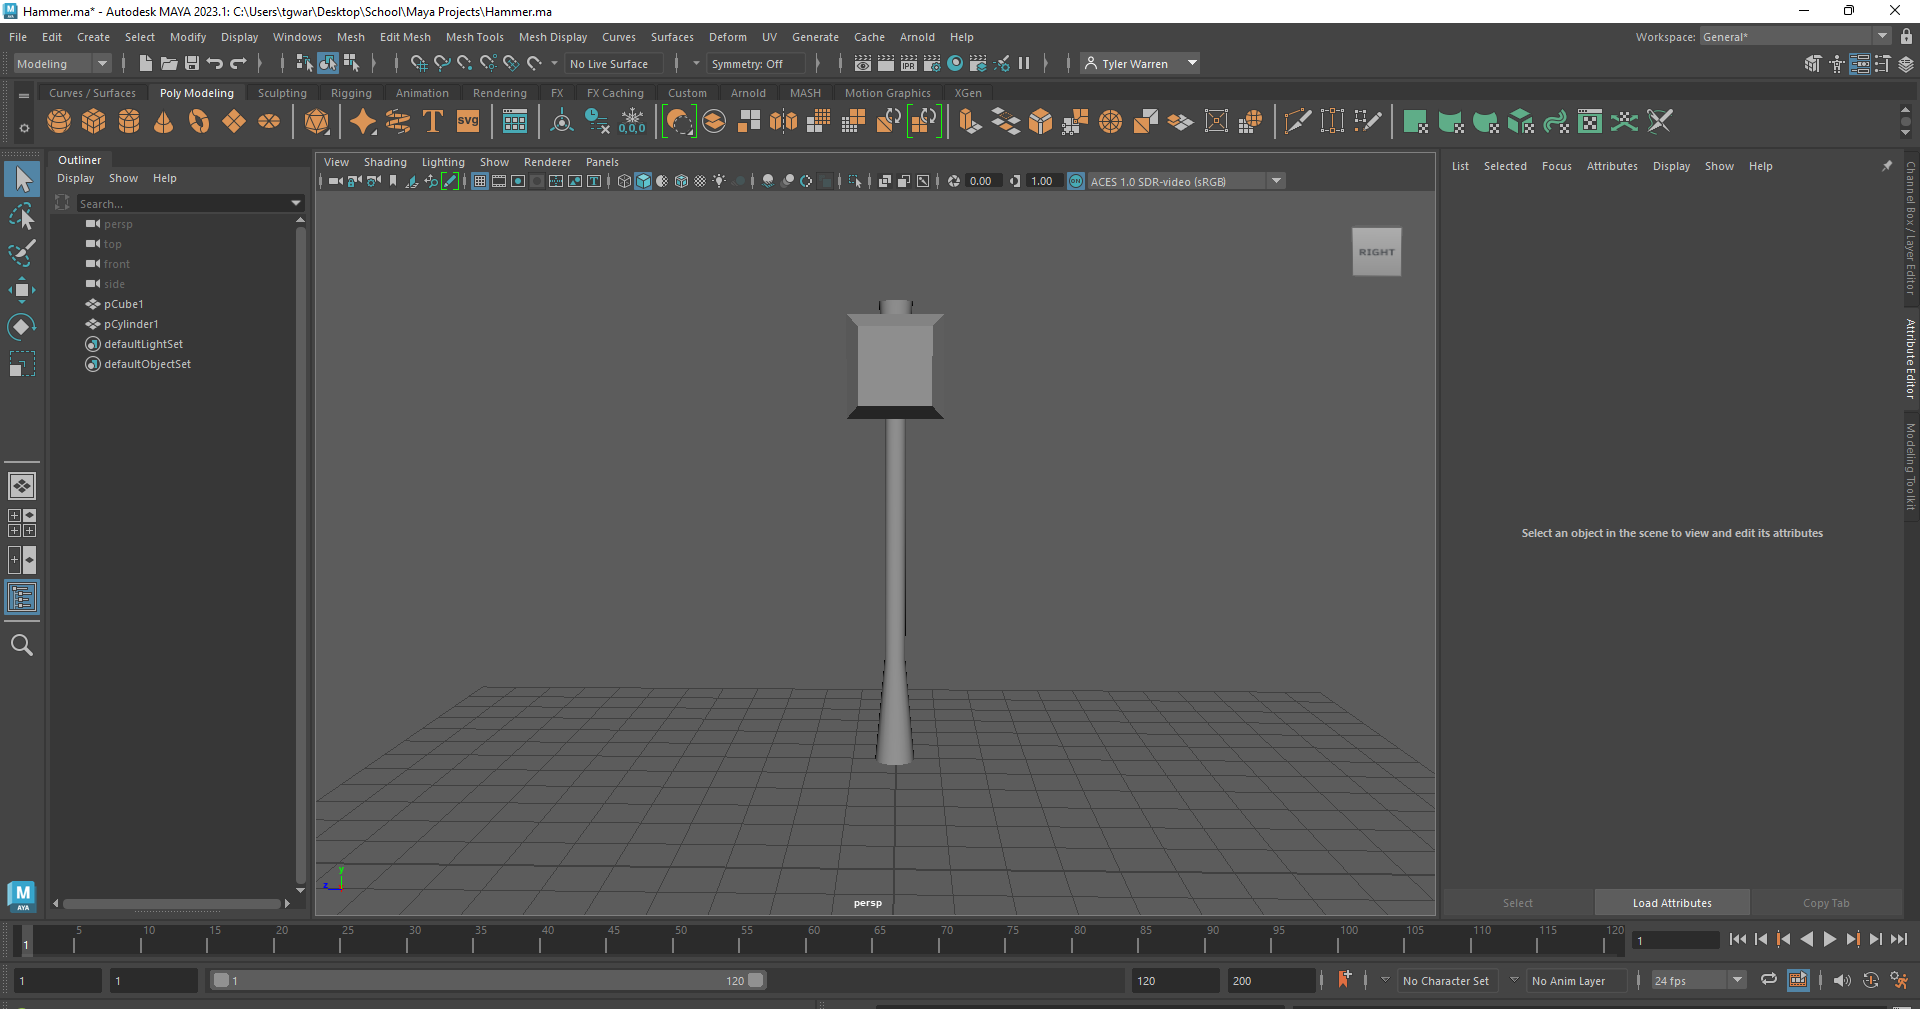 Hammer.ma* - Autodesk MAYA 2023.1: C:\Users\tgwar\Desktop\School\Maya Projects\Hammer.ma
File Edit Create Select Modify Display Windows Mesh Edit Mesh Mesh Tools Mesh Display Curves Surfaces Deform UV Generate Cache Arnold Help Workspace: General*
Modeling No Live Surface Symmetry: Off IPR Tyler Warren
Curves / Surfaces Poly Modeling Sculpting Rigging Animation Rendering FX FX Caching Custom Arnold MASH Motion Graphics XGen
T svg 0,0,0
Outliner
Display Show Help
Search...
persp
top
front
side
pCube1
pCylinder1
defaultLightSet
defaultObjectSet
View Shading Lighting Show Renderer Panels
0.00 1.00 ON ACES 1.0 SDR-video (sRGB)
RIGHT
y
z
persp
List Selected Focus Attributes Display Show Help
Select an object in the scene to view and edit its attributes
Select Load Attributes Copy Tab
Channel Box / Layer Editor
Attribute Editor
Modeling Toolkit
M
AYA
1 5 10 15 20 25 30 35 40 45 50 55 60 65 70 75 80 85 90 95 100 105 110 115 120 1
1 1 1 120 120 200 No Character Set No Anim Layer 24 fps